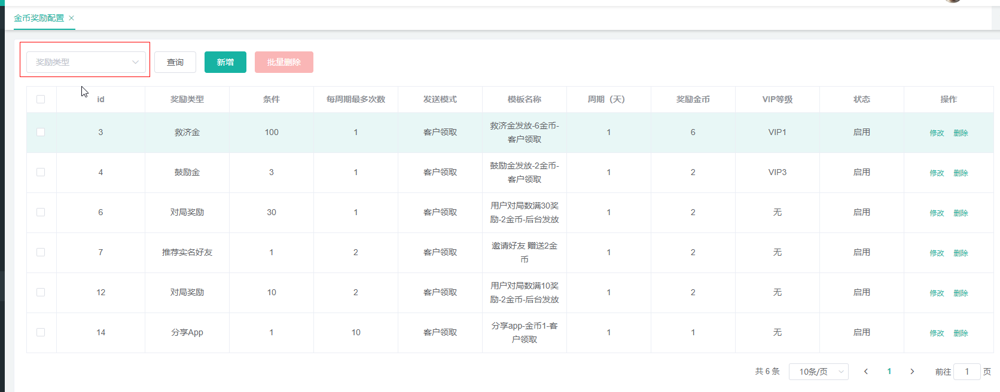 金币奖励配置
奖励类型 查询 新增 批量删除
id 奖励类型 条件 每周期最多次数 发送模式 模板名称 周期（天） 奖励金币 VIP等级 状态 操作
3 救济金 100 1 客户领取 救济金发放-6金币- 1 6 VIP1 启用 修改 删除
客户领取
4 鼓励金 3 1 客户领取 鼓励金发放-2金币- 1 2 VIP3 启用 修改 删除
客户领取
6 对局奖励 30 1 客户领取 用户对局数满30奖 1 2 无 启用 修改 删除
励-2金币-后台发放
7 推荐实名好友 1 2 客户领取 邀请好友 赠送2金 1 2 无 启用 修改 删除
币
12 对局奖励 10 2 客户领取 用户对局数满10奖 1 2 无 启用 修改 删除
励-2金币-后台发放
14 分享App 1 10 客户领取 分享app-金币1-客 1 1 无 启用 修改 删除
户领取
共 6 条 10条/页 1 前往 1 页